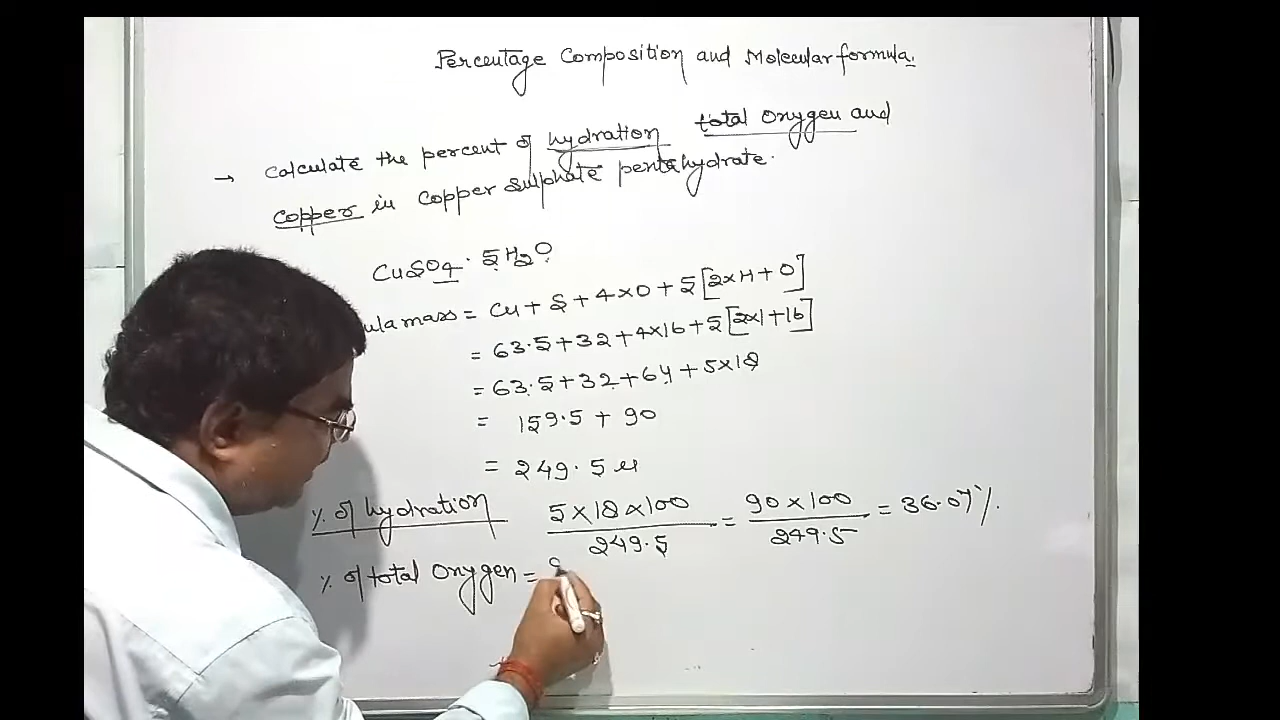 Percentage Composition and Molecular formula.
→ Calculate the percent of hydration total oxygen and
copper in copper sulphate pentahydrate.
CuSO4 · 5H2O
ula mass = Cu + S + 4×O + 5[2×H + O]
= 63.5 + 32 + 4×16 + 5[2×1 + 16]
= 63.5 + 32 + 64 + 5×18
= 159.5 + 90
= 249.5 u
% of hydration 5×18×100 / 249.5 = 90×100 / 249.5 = 36.07%.
% of total oxygen =